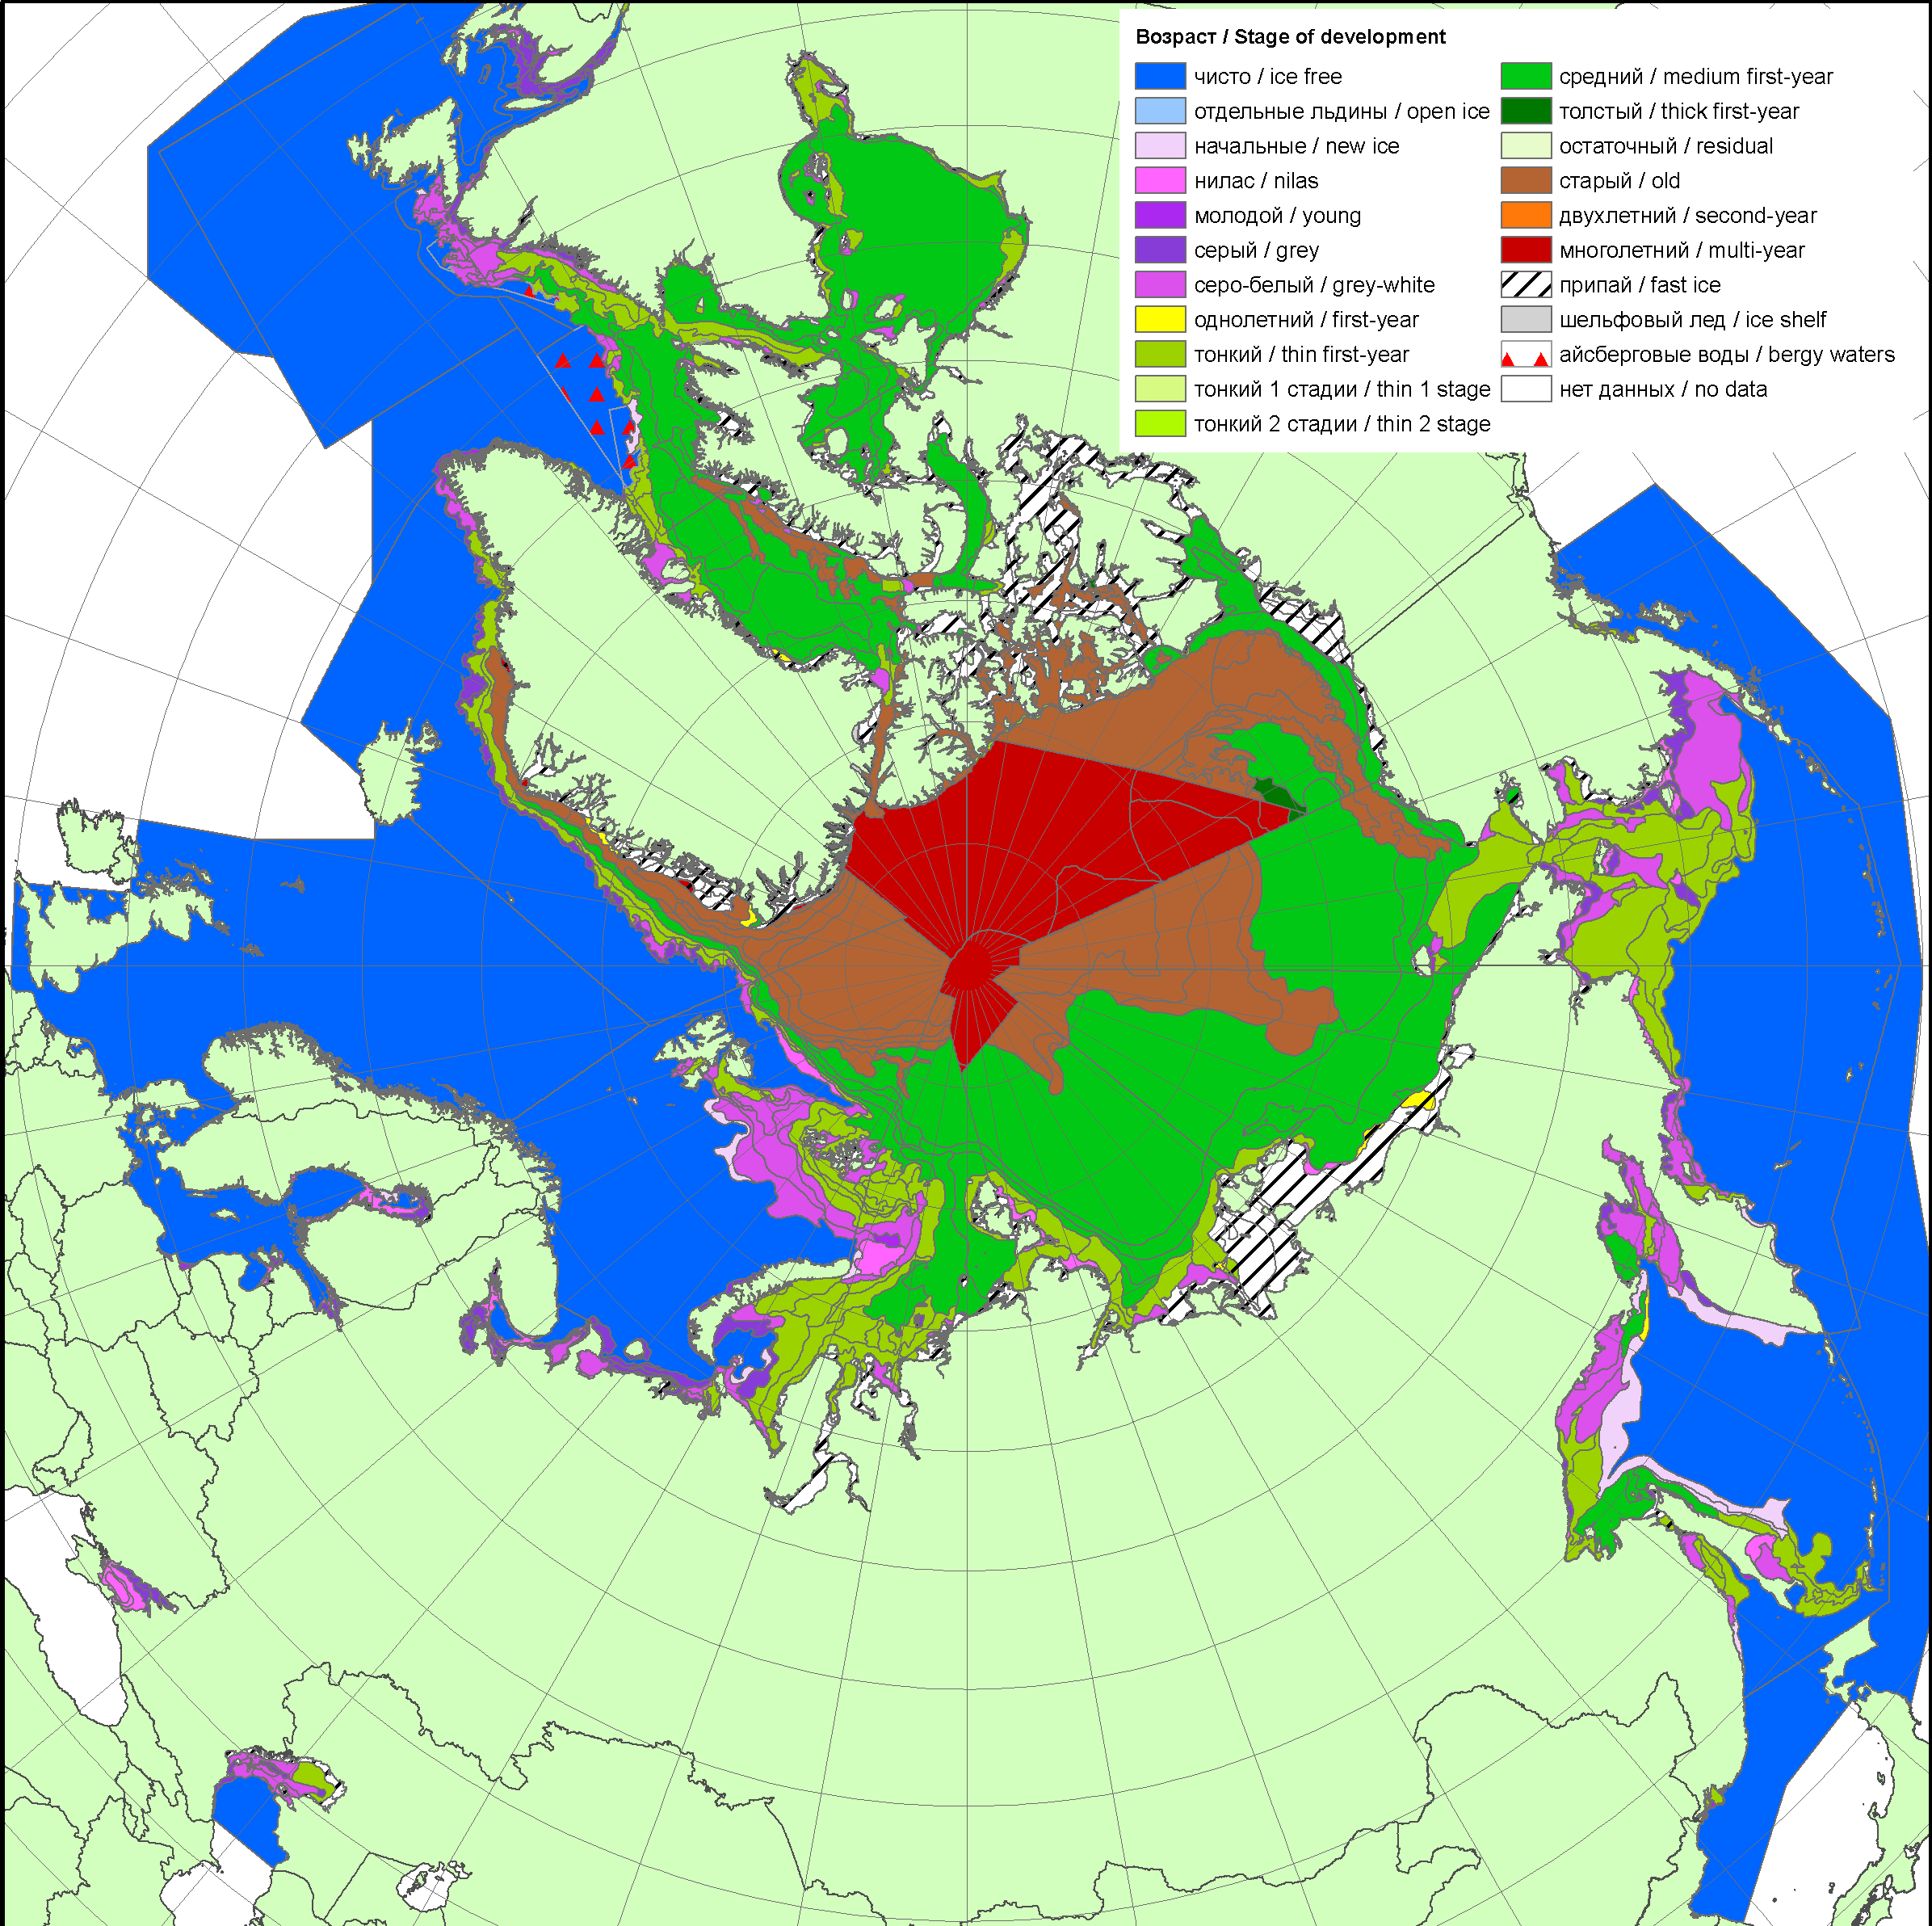 Возраст / Stage of development
чисто / ice free
отдельные льдины / open ice
начальные / new ice
нилас / nilas
молодой / young
серый / grey
серо-белый / grey-white
однолетний / first-year
тонкий / thin first-year
тонкий 1 стадии / thin 1 stage
тонкий 2 стадии / thin 2 stage
средний / medium first-year
толстый / thick first-year
остаточный / residual
старый / old
двухлетний / second-year
многолетний / multi-year
припай / fast ice
шельфовый лед / ice shelf
айсберговые воды / bergy waters
нет данных / no data